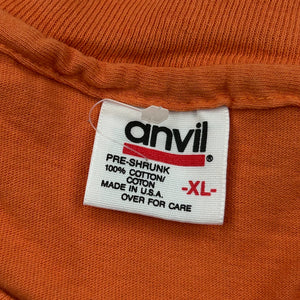 anvil®
PRE-SHRUNK
100% COTTON/
COTON
MADE IN U.S.A.
OVER FOR CARE
-XL-